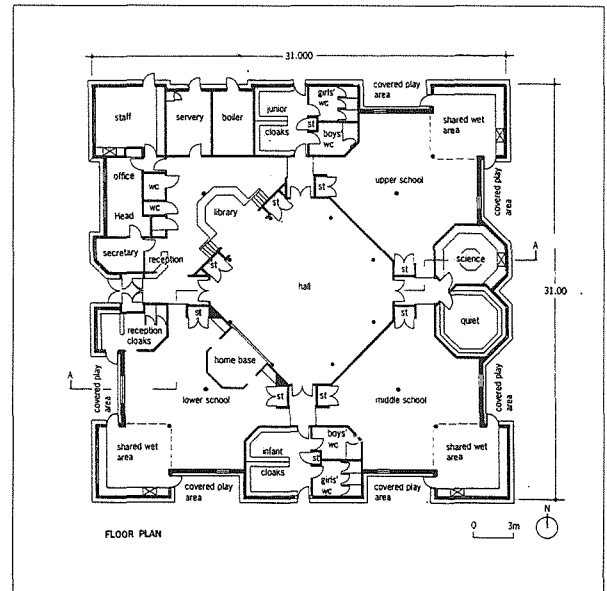 31.000
covered play
area
girls'
wc
staff
servery
boiler
junior
cloaks
st
boys'
wc
shared wet
area
office
wc
st
st
upper school
covered play
area
Head
wc
library
secretary
reception
st
science
A
st
hall
31.00
reception
cloaks
st
st
quiet
home base
A
covered play
area
lower school
st
st
middle school
covered play
area
shared wet
area
infant
cloaks
boys'
wc
st
girls'
wc
shared wet
area
covered play
area
covered play
area
FLOOR PLAN
0 3m
N